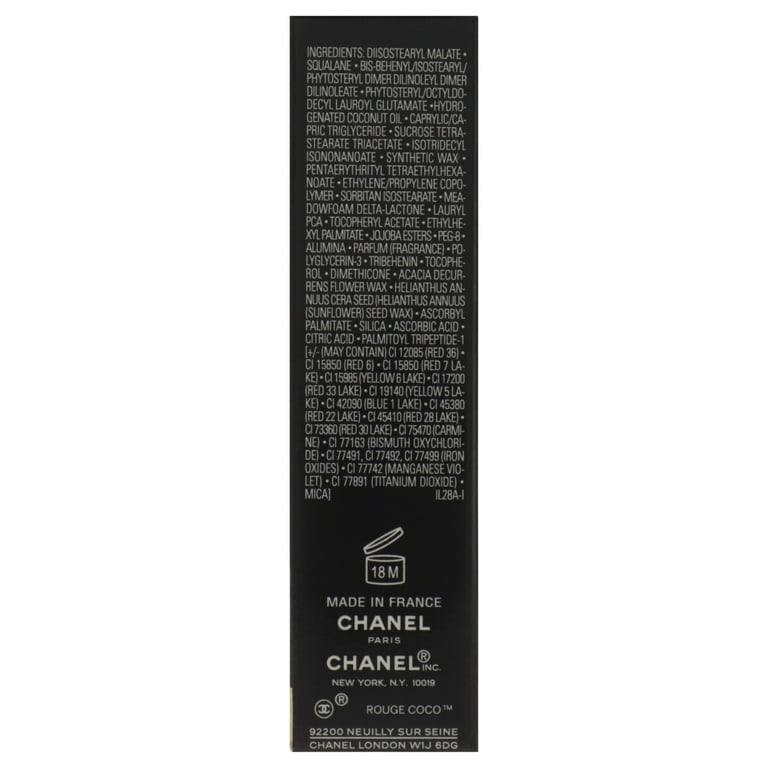 INGREDIENTS: DIISOSTEARYL MALATE •
SQUALANE • BIS-BEHENYL/ISOSTEARYL/
PHYTOSTERYL DIMER DILINOLEYL DIMER
DILINOLEATE • PHYTOSTERYL/OCTYLDO-
DECYL LAUROYL GLUTAMATE •HYDRO-
GENATED COCONUT OIL • CAPRYLIC/CA-
PRIC TRIGLYCERIDE • SUCROSE TETRA-
STEARATE TRIACETATE • ISOTRIDECYL
ISONONANOATE • SYNTHETIC WAX •
PENTAERYTHRITYL TETRAETHYLHEXA-
NOATE • ETHYLENE/PROPYLENE COPO-
LYMER • SORBITAN ISOSTEARATE • MEA-
DOWFOAM DELTA-LACTONE • LAURYL
PCA • TOCOPHERYL ACETATE • ETHYLHE-
XYL PALMITATE • JOJOBA ESTERS • PEG-8 •
ALUMINA • PARFUM (FRAGRANCE) • PO-
LYGLYCERIN-3 • TRIBEHENIN • TOCOPHE-
ROL • DIMETHICONE • ACACIA DECUR-
RENS FLOWER WAX • HELIANTHUS AN-
NUUS CERA SEED (HELIANTHUS ANNUUS
(SUNFLOWER) SEED WAX) • ASCORBYL
PALMITATE • SILICA • ASCORBIC ACID •
CITRIC ACID • PALMITOYL TRIPEPTIDE-1
[+/- (MAY CONTAIN) CI 12085 (RED 36) •
CI 15850 (RED 6) • CI 15850 (RED 7 LA-
KE) • CI 15985 (YELLOW 6 LAKE) • CI 17200
(RED 33 LAKE) • CI 19140 (YELLOW 5 LA-
KE) • CI 42090 (BLUE 1 LAKE) • CI 45380
(RED 22 LAKE) • CI 45410 (RED 28 LAKE) •
CI 73360 (RED 30 LAKE) • CI 75470 (CARMI-
NE) • CI 77163 (BISMUTH OXYCHLORI-
DE) • CI 77491, CI 77492, CI 77499 (IRON
OXIDES) • CI 77742 (MANGANESE VIO-
LET) • CI 77891 (TITANIUM DIOXIDE) •
MICA] IL28A-I
18 M
MADE IN FRANCE
CHANEL
PARIS
CHANEL® INC.
NEW YORK, N.Y. 10019
® ROUGE COCO™
92200 NEUILLY SUR SEINE
CHANEL LONDON W1J 6DG